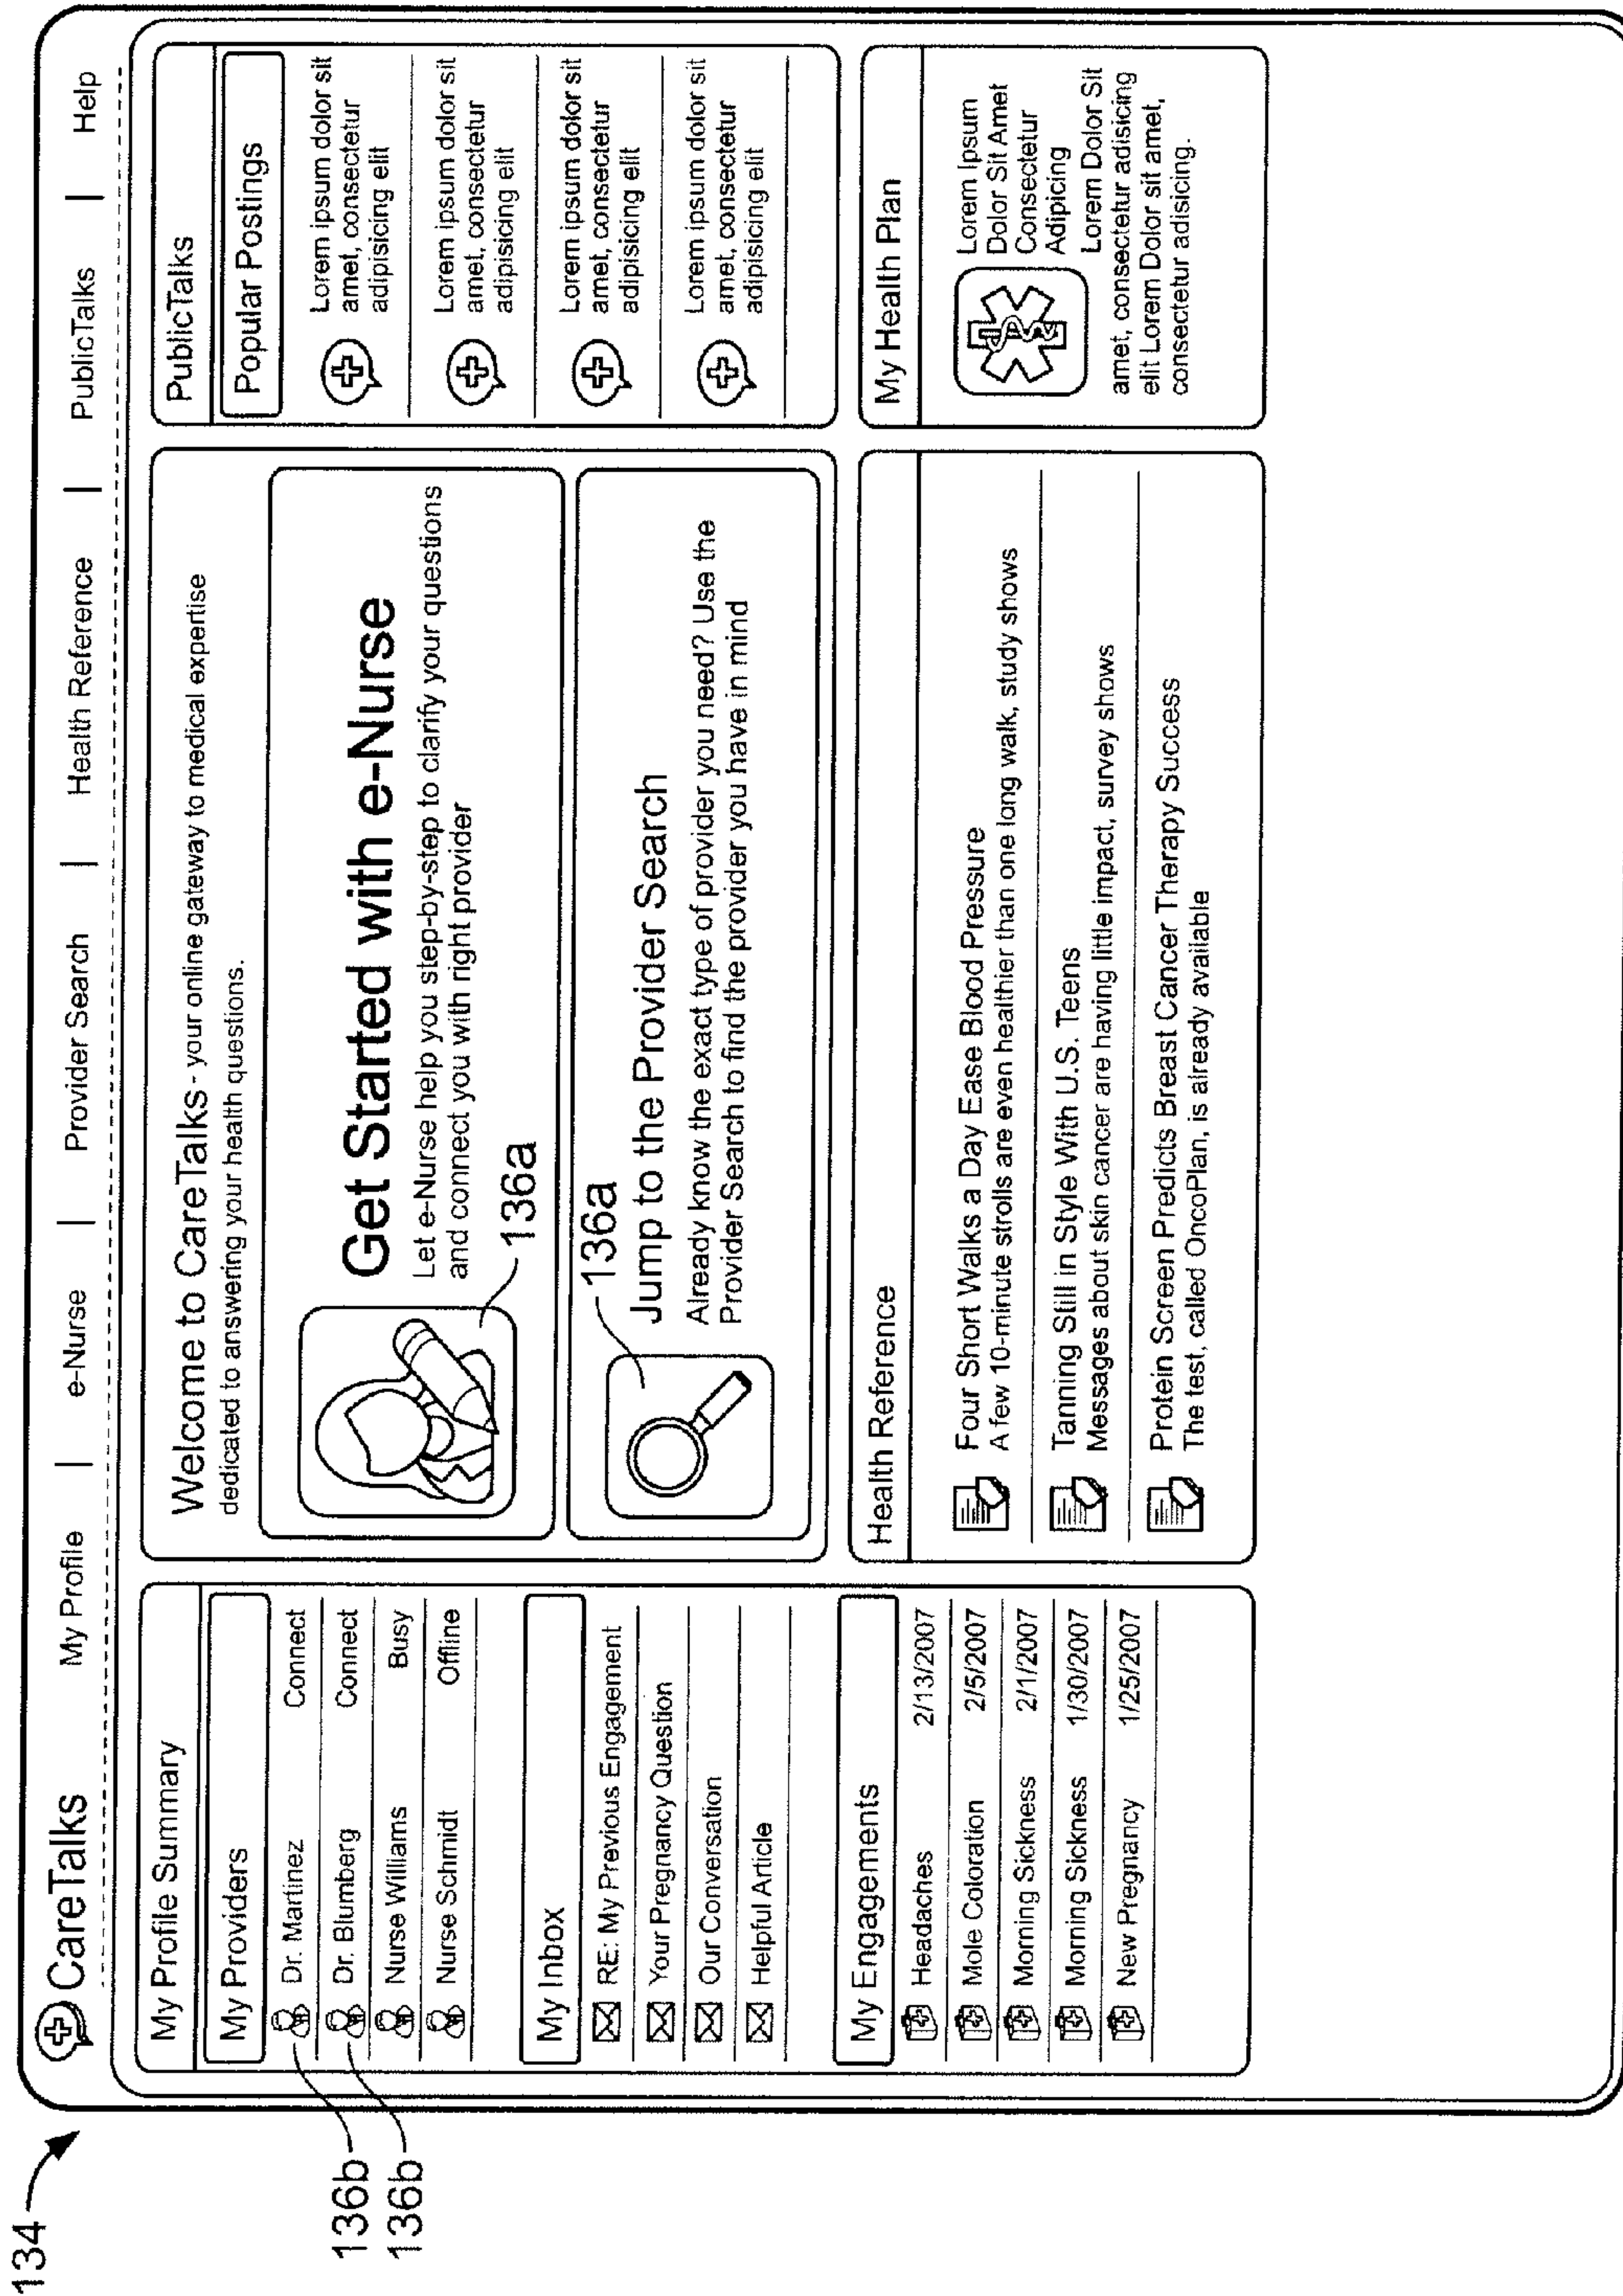 134
CareTalks
My Profile | e-Nurse | Provider Search | Health Reference | PublicTalks | Help
My Profile Summary
My Providers
Dr. Martinez Connect
Dr. Blumberg Connect
Nurse Williams Busy
Nurse Schmidt Offline
136b
136b
My Inbox
RE: My Previous Engagement
Your Pregnancy Question
Our Conversation
Helpful Article
My Engagements
Headaches 2/13/2007
Mole Coloration 2/5/2007
Morning Sickness 2/1/2007
Morning Sickness 1/30/2007
New Pregnancy 1/25/2007
Welcome to CareTalks - your online gateway to medical expertise
dedicated to answering your health questions.
Get Started with e-Nurse
Let e-Nurse help you step-by-step to clarify your questions
and connect you with right provider
136a
136a
Jump to the Provider Search
Already know the exact type of provider you need? Use the
Provider Search to find the provider you have in mind
Health Reference
Four Short Walks a Day Ease Blood Pressure
A few 10-minute strolls are even healthier than one long walk, study shows
Tanning Still in Style With U.S. Teens
Messages about skin cancer are having little impact, survey shows
Protein Screen Predicts Breast Cancer Therapy Success
The test, called OncoPlan, is already available
PublicTalks
Popular Postings
Lorem ipsum dolor sit
amet, consectetur
adipisicing elit
Lorem ipsum dolor sit
amet, consectetur
adipisicing elit
Lorem ipsum dolor sit
amet, consectetur
adipisicing elit
Lorem ipsum dolor sit
amet, consectetur
adipisicing elit
My Health Plan
Lorem Ipsum
Dolor Sit Amet
Consectetur
Adipicing
Lorem Dolor Sit
amet, consectetur adisicing
elit Lorem Dolor sit amet,
consectetur adisicing.